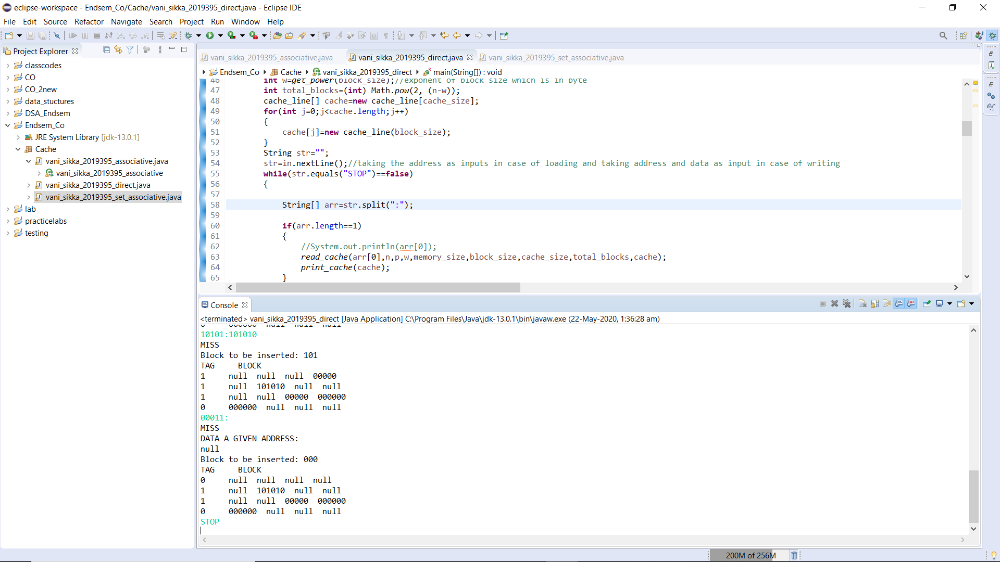 eclipse-workspace - Endsem_Co/Cache/vani_sikka_2019395_direct.java - Eclipse IDE
File Edit Source Refactor Navigate Search Project Run Window Help
Project Explorer
classcodes
CO
CO_2new
data_stuctures
DSA_Endsem
Endsem_Co
JRE System Library [jdk-13.0.1]
Cache
vani_sikka_2019395_associative.java
vani_sikka_2019395_associative
vani_sikka_2019395_direct.java
vani_sikka_2019395_set_associative.java
lab
practicelabs
testing
vani_sikka_2019395_associative.java vani_sikka_2019395_direct.java vani_sikka_2019395_set_associative.java
Endsem_Co Cache vani_sikka_2019395_direct main(String[]) : void
46 int w=get_power(block_size);//exponent of block size which is in byte
47 int total_blocks=(int) Math.pow(2, (n-w));
48 cache_line[] cache=new cache_line[cache_size];
49 for(int j=0;j<cache.length;j++)
50 {
51 cache[j]=new cache_line(block_size);
52 }
53 String str="";
54 str=in.nextLine();//taking the address as inputs in case of loading and taking address and data as input in case of writing
55 while(str.equals("STOP")==false)
56 {
57
58 String[] arr=str.split(":");
59
60 if(arr.length==1)
61 {
62 //System.out.println(arr[0]);
63 read_cache(arr[0],n,p,w,memory_size,block_size,cache_size,total_blocks,cache);
64 print_cache(cache);
65 }
Console
<terminated> vani_sikka_2019395_direct [Java Application] C:\Program Files\Java\jdk-13.0.1\bin\javaw.exe (22-May-2020, 1:36:28 am)
0 000000 null null null
10101:101010
MISS
Block to be inserted: 101
TAG BLOCK
1 null null null 00000
1 null 101010 null null
1 null null 00000 000000
0 000000 null null null
00011:
MISS
DATA A GIVEN ADDRESS:
null
Block to be inserted: 000
TAG BLOCK
0 null null null null
1 null 101010 null null
1 null null 00000 000000
0 000000 null null null
STOP
200M of 256M